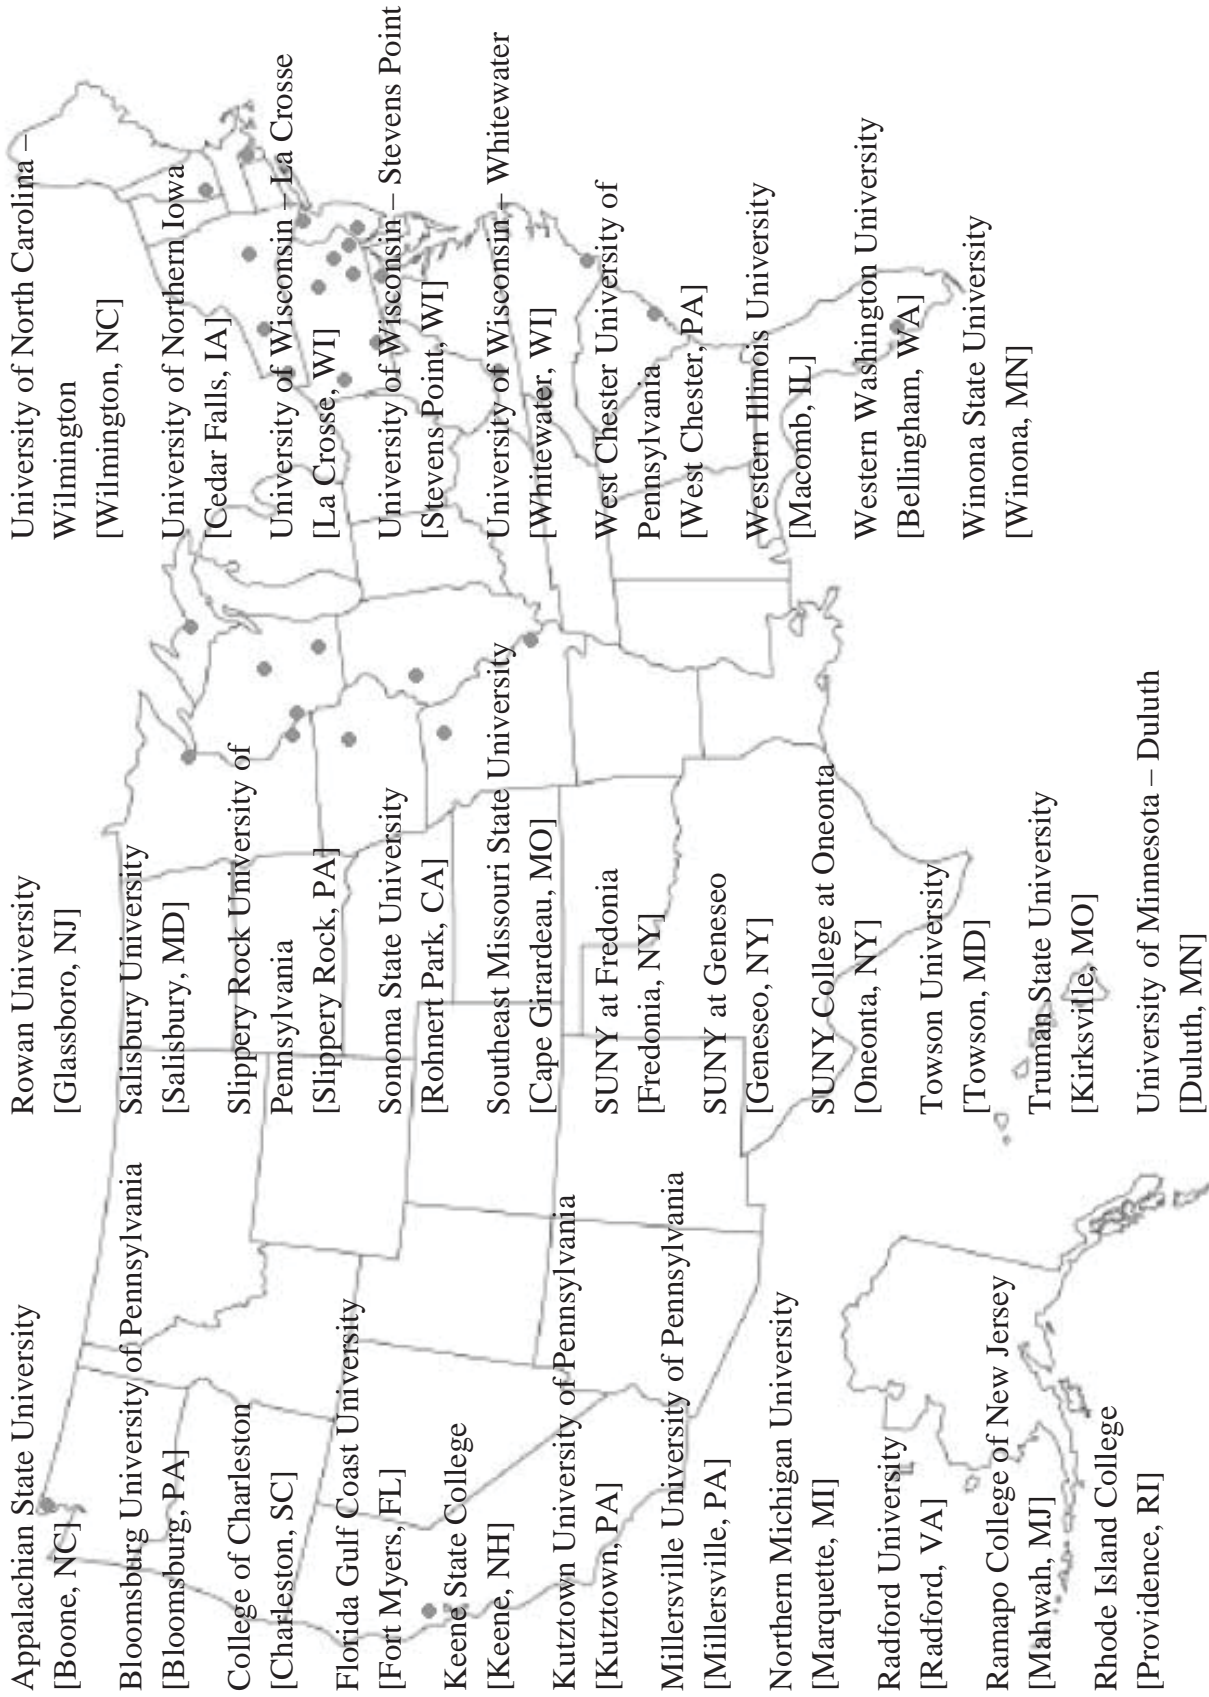 Appalachian State University
[Boone, NC]
Bloomsburg University of Pennsylvania
[Bloomsburg, PA]
College of Charleston
[Charleston, SC]
Florida Gulf Coast University
[Fort Myers, FL]
Keene State College
[Keene, NH]
Kutztown University of Pennsylvania
[Kutztown, PA]
Millersville University of Pennsylvania
[Millersville, PA]
Northern Michigan University
[Marquette, MI]
Radford University
[Radford, VA]
Ramapo College of New Jersey
[Mahwah, MJ]
Rhode Island College
[Providence, RI]
Rowan University
[Glassboro, NJ]
Salisbury University
[Salisbury, MD]
Slippery Rock University of
Pennsylvania
[Slippery Rock, PA]
Sonoma State University
[Rohnert Park, CA]
Southeast Missouri State University
[Cape Girardeau, MO]
SUNY at Fredonia
[Fredonia, NY]
SUNY at Geneseo
[Geneseo, NY]
SUNY College at Oneonta
[Oneonta, NY]
Towson University
[Towson, MD]
Truman State University
[Kirksville, MO]
University of Minnesota – Duluth
[Duluth, MN]
University of North Carolina –
Wilmington
[Wilmington, NC]
University of Northern Iowa
[Cedar Falls, IA]
University of Wisconsin – La Crosse
[La Crosse, WI]
University of Wisconsin – Stevens Point
[Stevens Point, WI]
University of Wisconsin – Whitewater
[Whitewater, WI]
West Chester University of
Pennsylvania
[West Chester, PA]
Western Illinois University
[Macomb, IL]
Western Washington University
[Bellingham, WA]
Winona State University
[Winona, MN]